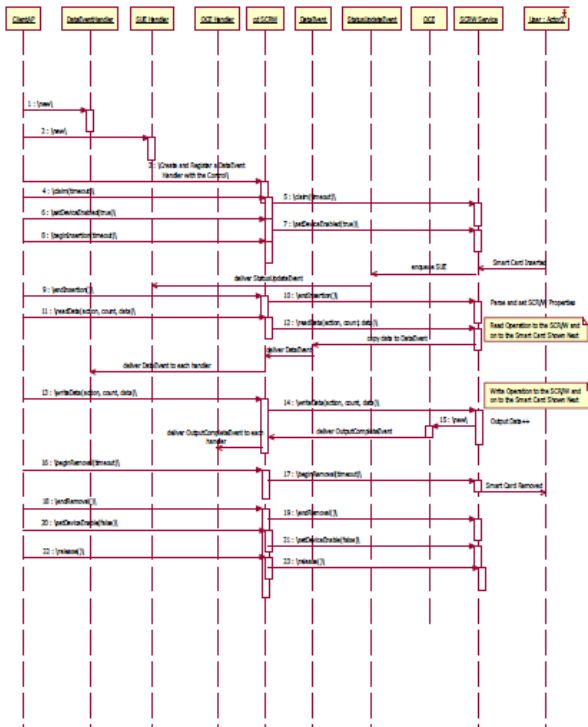 ClientAP
DataEventHandler
SUE Handler
OCE Handler
cd SCRW
DataEvent
StatusUpdateEvent
OCE
SCRW Service
User : Actor2
1 : \new\
2 : \new\
3 : \Create and Register a DataEvent
Handler with the Control\
4 : \claim(timeout)\
5 : \claim(timeout)\
6 : \setDeviceEnabled(true)\
7 : \setDeviceEnabled(true)\
8 : \beginInsertion(timeout)\
Smart Card Inserted
enqueue SUE
deliver StatusUpdateEvent
9 : \endInsertion()\
10 : \endInsertion()\
Parse and set SCR/W Properties
11 : \readData(action, count, data)\
12 : \readData(action, count, data)\
Read Operation to the SCR/W and
on to the Smart Card Shown Next
copy data to DataEvent
deliver DataEvent
deliver DataEvent to each handler
13 : \writeData(action, count, data)\
14 : \writeData(action, count, data)\
Write Operation to the SCR/W and
on to the Smart Card Shown Next
15 : \new\
Output Data++
deliver OutputCompleteEvent
deliver OutputCompleteEvent to each
handler
16 : \beginRemoval(timeout)\
17 : \beginRemoval(timeout)\
Smart Card Removed
18 : \endRemoval()\
19 : \endRemoval()\
20 : \setDeviceEnable(false)\
21 : \setDeviceEnable(false)\
22 : \release()\
23 : \release()\